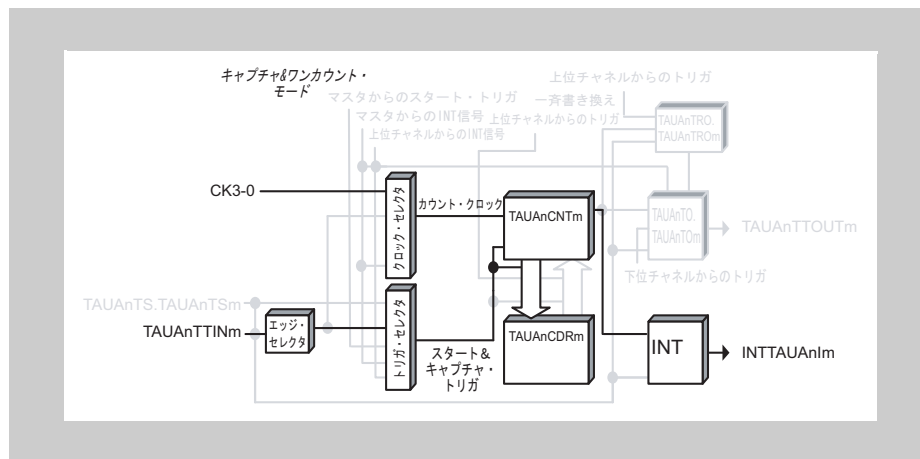 キャプチャ&ワンカウント・
モード
上位チャネルからのトリガ
マスタからのスタート・トリガ
一斉書き換え
マスタからのINT信号
上位チャネルからのトリガ
上位チャネルからのINT信号
TAUAnTRO.
TAUAnTROm
CK3-0
クロック・セレクタ
カウント・クロック
TAUAnCNTm
TAUAnTO.
TAUAnTOm
TAUAnTTOUTm
下位チャネルからのトリガ
TAUAnTS.TAUAnTSm
TAUAnTTINm
エッジ・
セレクタ
トリガ・セレクタ
スタート&
キャプチャ・
トリガ
TAUAnCDRm
INT
INTTAUAnIm